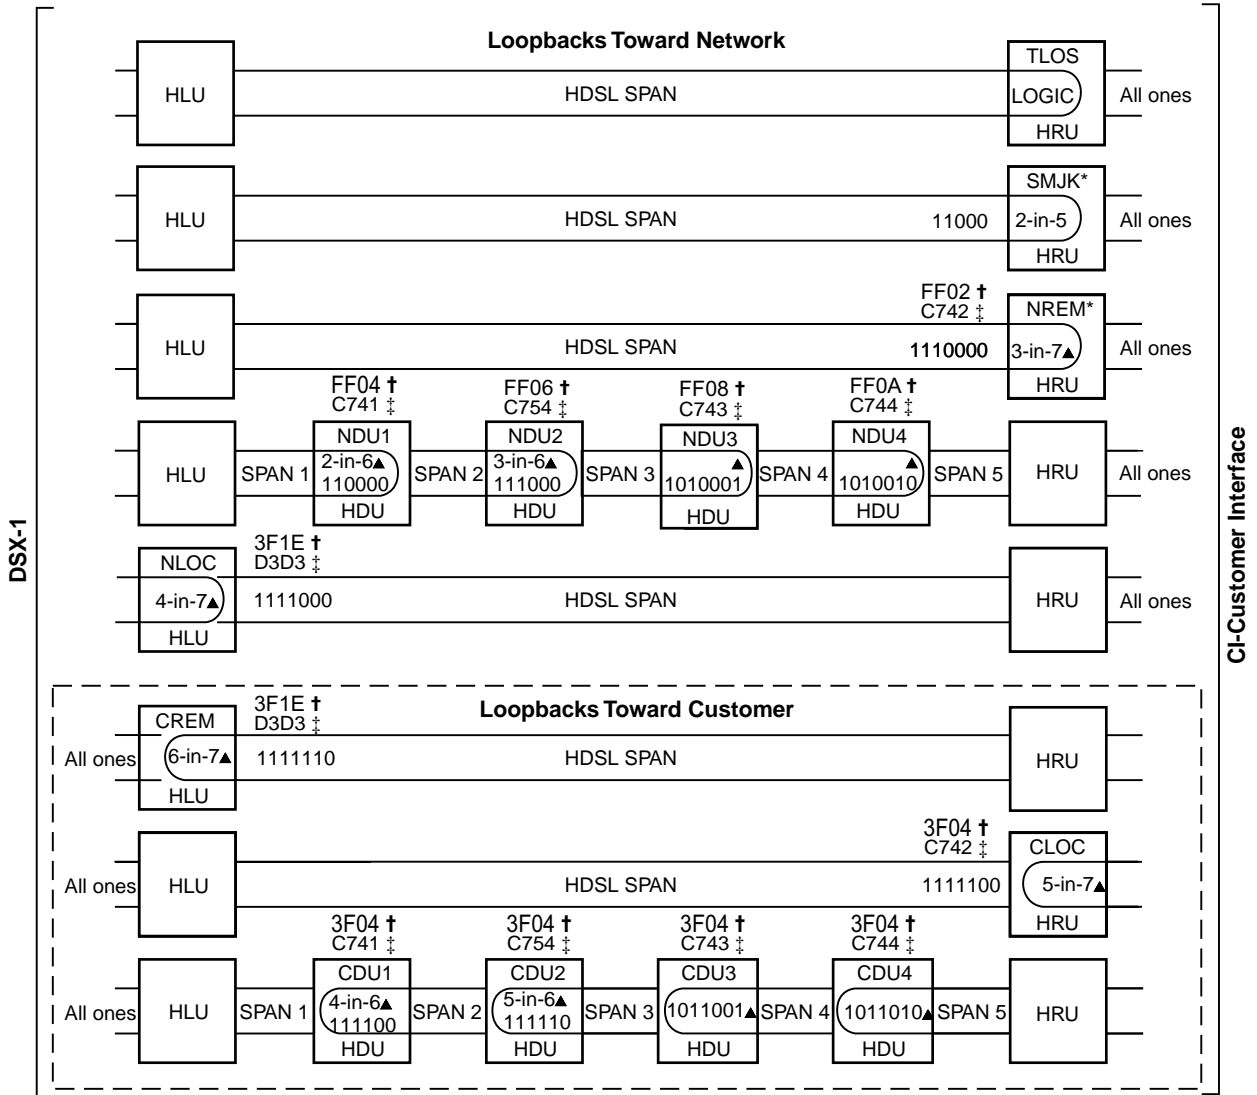 Loopbacks Toward Network
TLOS
HLU
HDSL SPAN
LOGIC
All ones
HRU
SMJK*
HLU
HDSL SPAN
11000
2-in-5
All ones
HRU
FF02 †
C742 ‡
NREM*
HLU
HDSL SPAN
1110000
3-in-7▲
All ones
HRU
FF04 †
C741 ‡
FF06 †
C754 ‡
FF08 †
C743 ‡
FF0A †
C744 ‡
NDU1
NDU2
NDU3
NDU4
HLU
SPAN 1
2-in-6▲
110000
SPAN 2
3-in-6▲
111000
SPAN 3
▲
1010001
SPAN 4
▲
1010010
SPAN 5
HRU
All ones
HDU
HDU
HDU
HDU
3F1E †
D3D3 ‡
NLOC
4-in-7▲
1111000
HDSL SPAN
HRU
All ones
HLU
DSX-1
CI-Customer Interface
Loopbacks Toward Customer
3F1E †
D3D3 ‡
CREM
All ones
6-in-7▲
1111110
HDSL SPAN
HRU
HLU
3F04 †
C742 ‡
CLOC
All ones
HLU
HDSL SPAN
1111100
5-in-7▲
HRU
3F04 †
C741 ‡
3F04 †
C754 ‡
3F04 †
C743 ‡
3F04 †
C744 ‡
CDU1
CDU2
CDU3
CDU4
All ones
HLU
SPAN 1
4-in-6▲
111100
SPAN 2
5-in-6▲
111110
SPAN 3
1011001▲
SPAN 4
1011010▲
SPAN 5
HRU
HDU
HDU
HDU
HDU